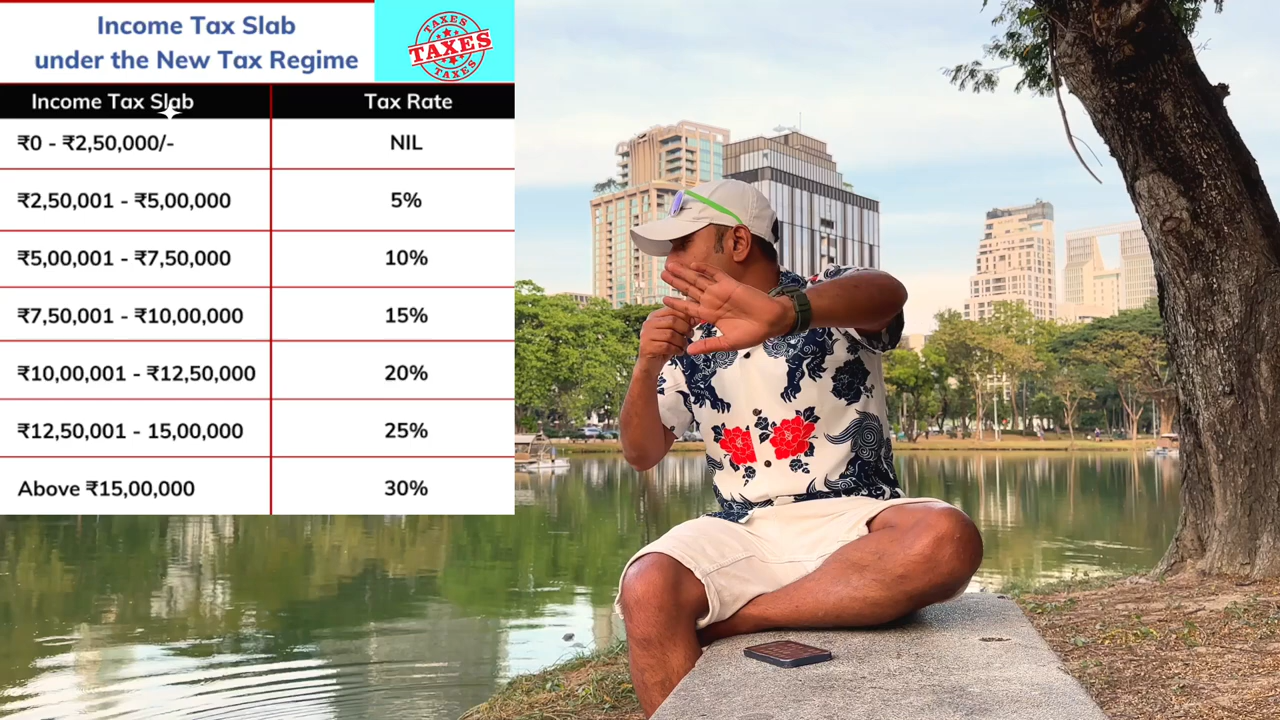 Income Tax Slab
under the New Tax Regime
TAXES
TAXES
TAXES
Income Tax Slab Tax Rate
₹0 - ₹2,50,000/- NIL
₹2,50,001 - ₹5,00,000 5%
₹5,00,001 - ₹7,50,000 10%
₹7,50,001 - ₹10,00,000 15%
₹10,00,001 - ₹12,50,000 20%
₹12,50,001 - 15,00,000 25%
Above ₹15,00,000 30%